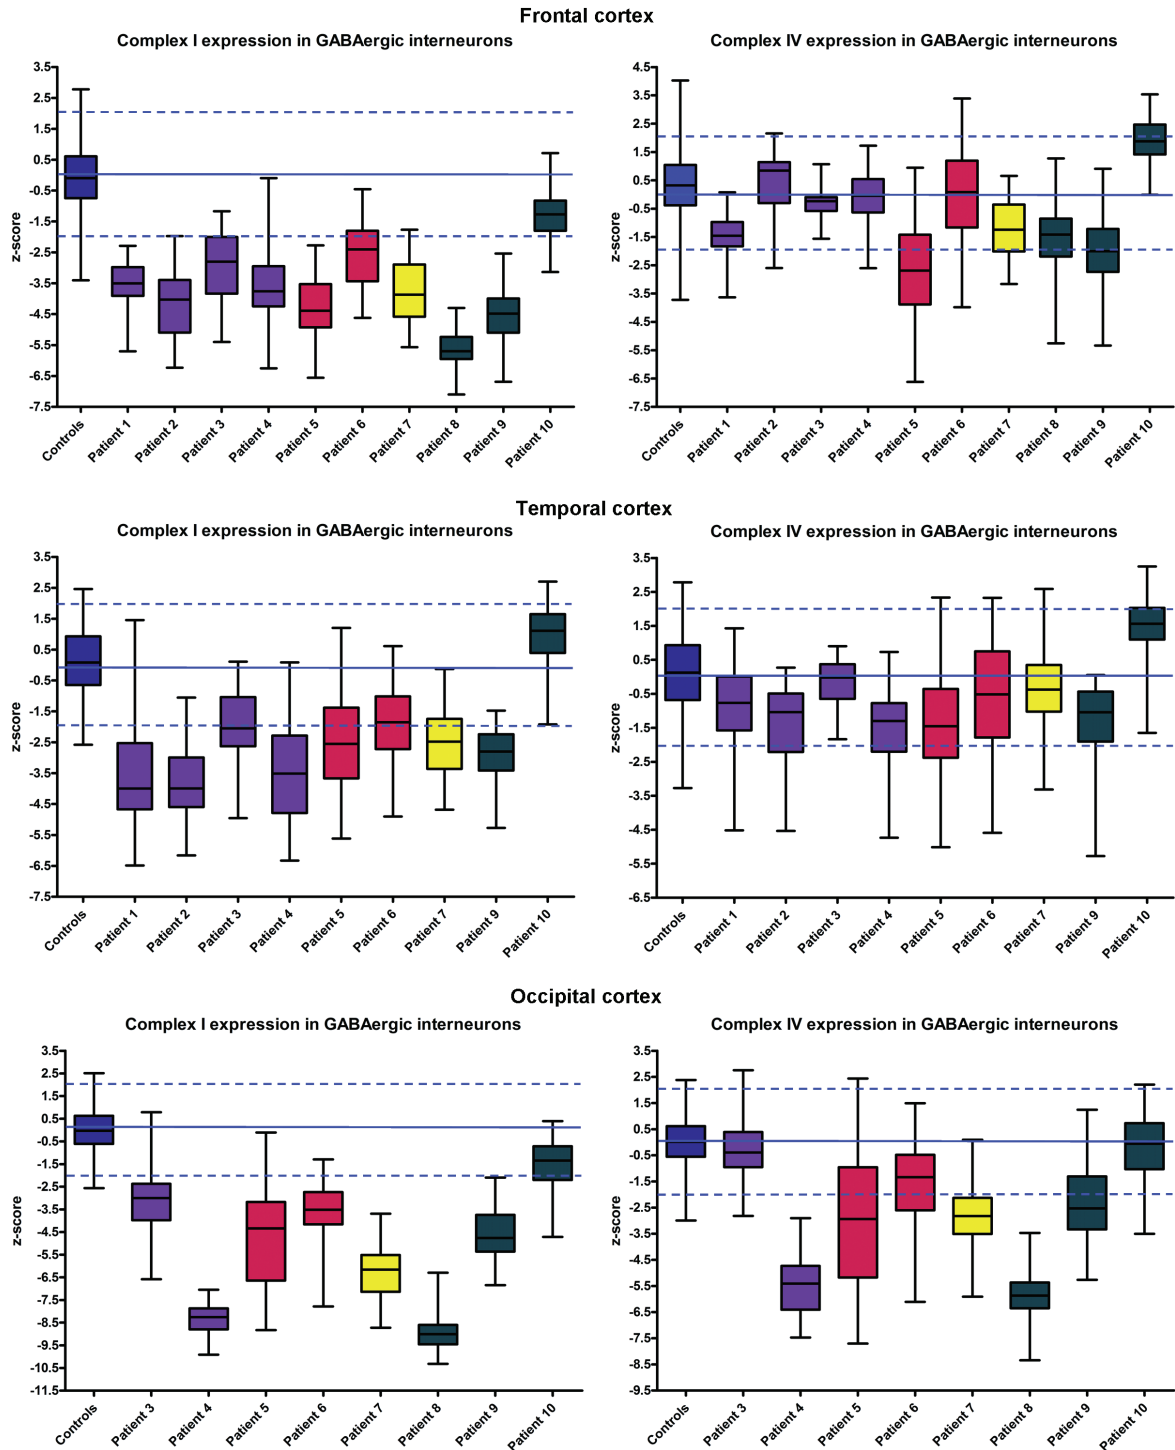 Frontal cortex
Complex I expression in GABAergic interneurons
3.5
2.5
1.5
0.5
-0.5
-1.5
-2.5
-3.5
-4.5
-5.5
-6.5
-7.5
z-score
Controls
Patient 1
Patient 2
Patient 3
Patient 4
Patient 5
Patient 6
Patient 7
Patient 8
Patient 9
Patient 10
Complex IV expression in GABAergic interneurons
4.5
3.5
2.5
1.5
0.5
-0.5
-1.5
-2.5
-3.5
-4.5
-5.5
-6.5
-7.5
z-score
Controls
Patient 1
Patient 2
Patient 3
Patient 4
Patient 5
Patient 6
Patient 7
Patient 8
Patient 9
Patient 10
Temporal cortex
Complex I expression in GABAergic interneurons
3.5
2.5
1.5
0.5
-0.5
-1.5
-2.5
-3.5
-4.5
-5.5
-6.5
-7.5
z-score
Controls
Patient 1
Patient 2
Patient 3
Patient 4
Patient 5
Patient 6
Patient 7
Patient 9
Patient 10
Complex IV expression in GABAergic interneurons
3.5
2.5
1.5
0.5
-0.5
-1.5
-2.5
-3.5
-4.5
-5.5
-6.5
z-score
Controls
Patient 1
Patient 2
Patient 3
Patient 4
Patient 5
Patient 6
Patient 7
Patient 9
Patient 10
Occipital cortex
Complex I expression in GABAergic interneurons
3.5
2.5
1.5
0.5
-0.5
-1.5
-2.5
-3.5
-4.5
-5.5
-6.5
-7.5
-8.5
-9.5
-10.5
-11.5
z-score
Controls
Patient 3
Patient 4
Patient 5
Patient 6
Patient 7
Patient 8
Patient 9
Patient 10
Complex IV expression in GABAergic interneurons
3.5
2.5
1.5
0.5
-0.5
-1.5
-2.5
-3.5
-4.5
-5.5
-6.5
-7.5
-8.5
-9.5
z-score
Controls
Patient 3
Patient 4
Patient 5
Patient 6
Patient 7
Patient 8
Patient 9
Patient 10